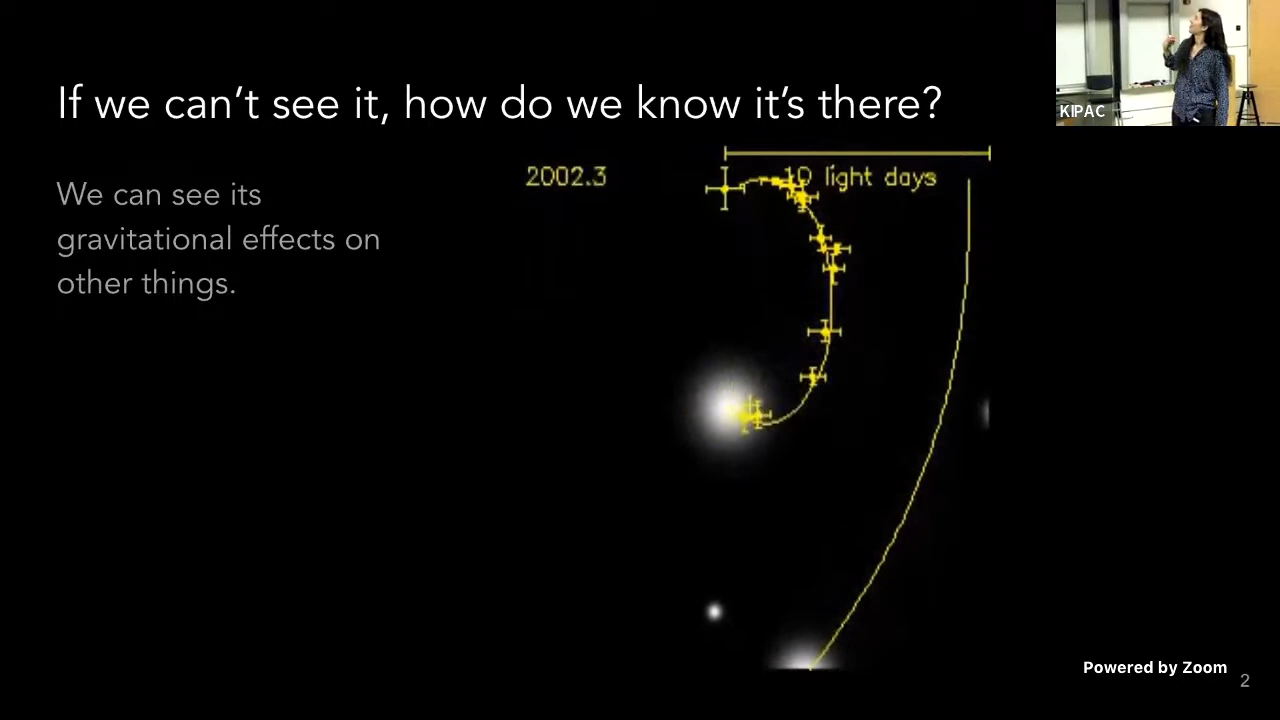 If we can't see it, how do we know it's there?
KIPAC
We can see its
gravitational effects on
other things.
2002.3
10 light days
Powered by Zoom
2